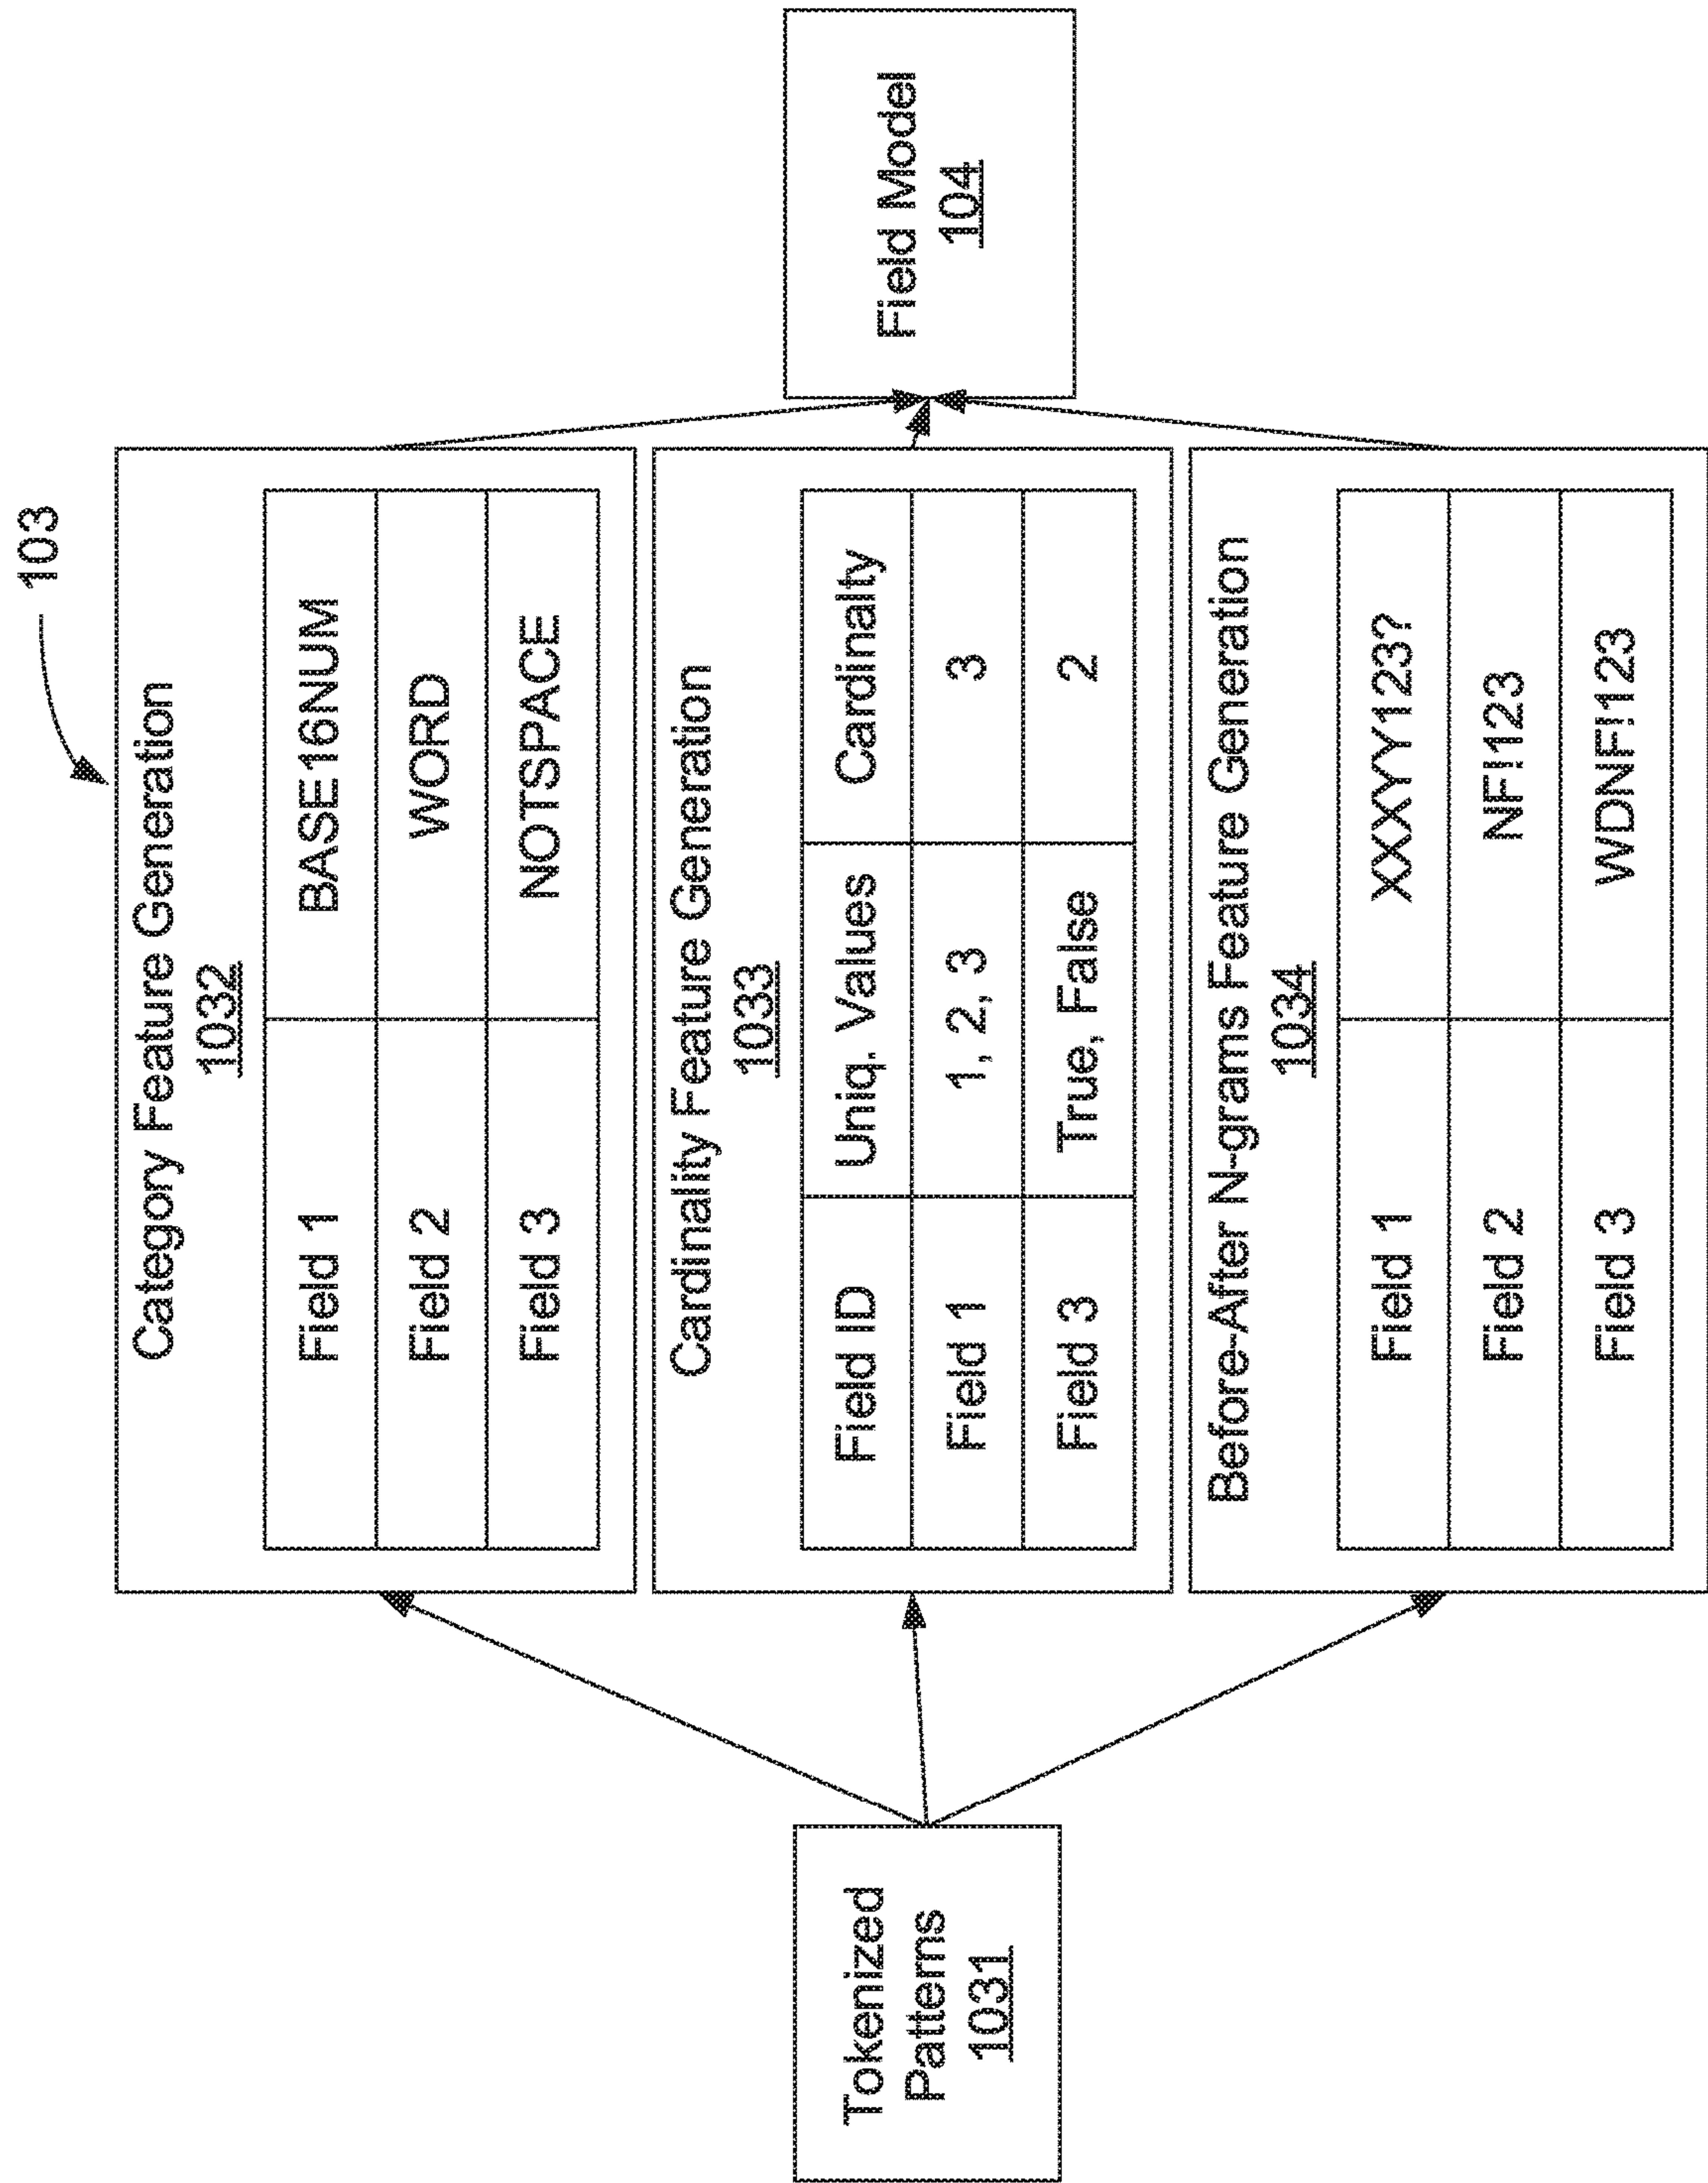 103
Tokenized
Patterns
1031
Category Feature Generation
1032
Field 1 BASE16NUM
Field 2 WORD
Field 3 NOTSPACE
Cardinality Feature Generation
1033
Field ID Uniq. Values Cardinalty
Field 1 1, 2, 3 3
Field 3 True, False 2
Before-After N-grams Feature Generation
1034
Field 1 XXXYY123?
Field 2 NF!!123
Field 3 WDNF!!123
Field Model
104